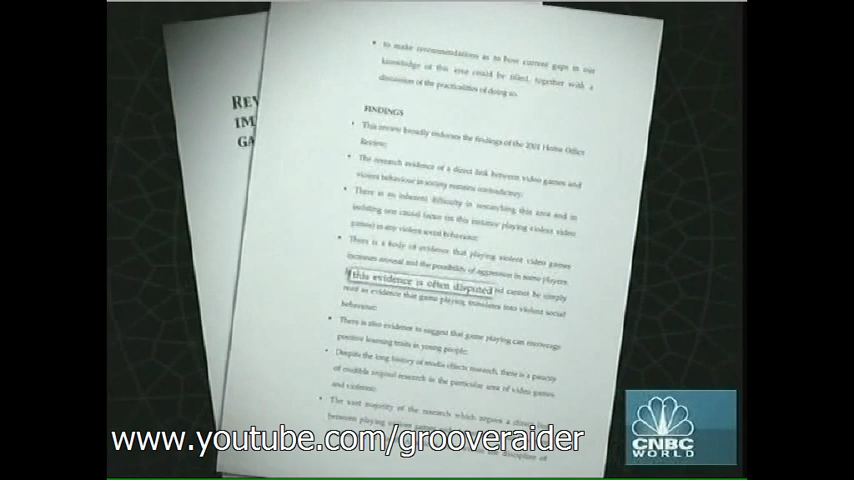 REV
IM
GA
• to make recommendations as to how current gaps in our
knowledge of this area could be filled, together with a
discussion of the practicalities of doing so.
FINDINGS
• This review broadly endorses the findings of the 2001 Home Office
Review;
• The research evidence of a direct link between video games and
violent behaviour in society remains contradictory;
• There is an inherent difficulty in researching this area and in
isolating one causal factor (in this instance playing violent video
games) in any violent social behaviour;
• There is a body of evidence that playing violent video games
increases arousal and the possibility of aggression in some players.
this evidence is often disputed and cannot be simply
read as evidence that game playing translates into violent social
behaviour;
• There is also evidence to suggest that game playing can encourage
positive learning traits in young people;
• Despite the long history of media effects research, there is a paucity
of credible original research in the particular area of video games
and violence;
• The vast majority of the research which argues a direct
between playing
discipline of
www.youtube.com/grooveraider
CNBC
WORLD